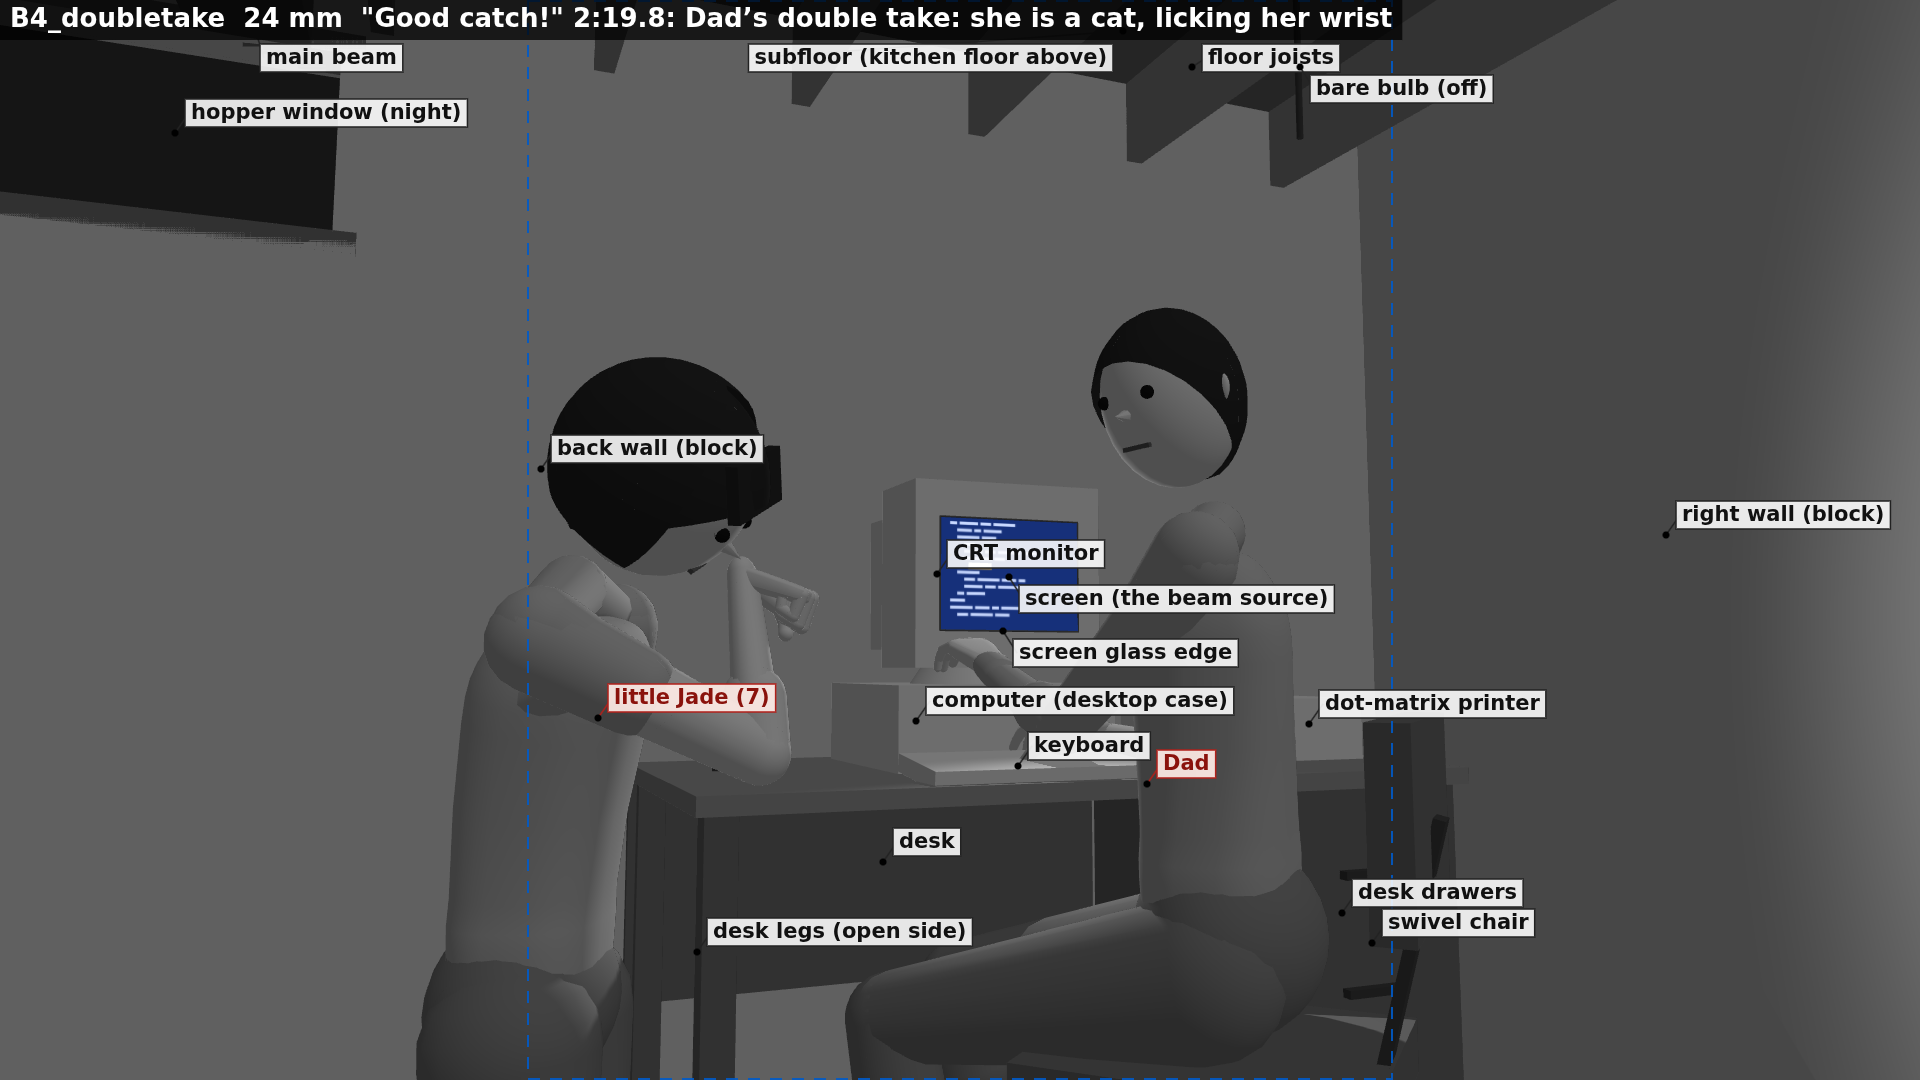 B4_doubletake 24 mm "Good catch!" 2:19.8: Dad’s double take: she is a cat, licking her wrist
main beam
subfloor (kitchen floor above)
floor joists
bare bulb (off)
hopper window (night)
back wall (block)
right wall (block)
CRT monitor
screen (the beam source)
screen glass edge
little Jade (7)
computer (desktop case)
dot-matrix printer
keyboard
Dad
desk
desk drawers
swivel chair
desk legs (open side)